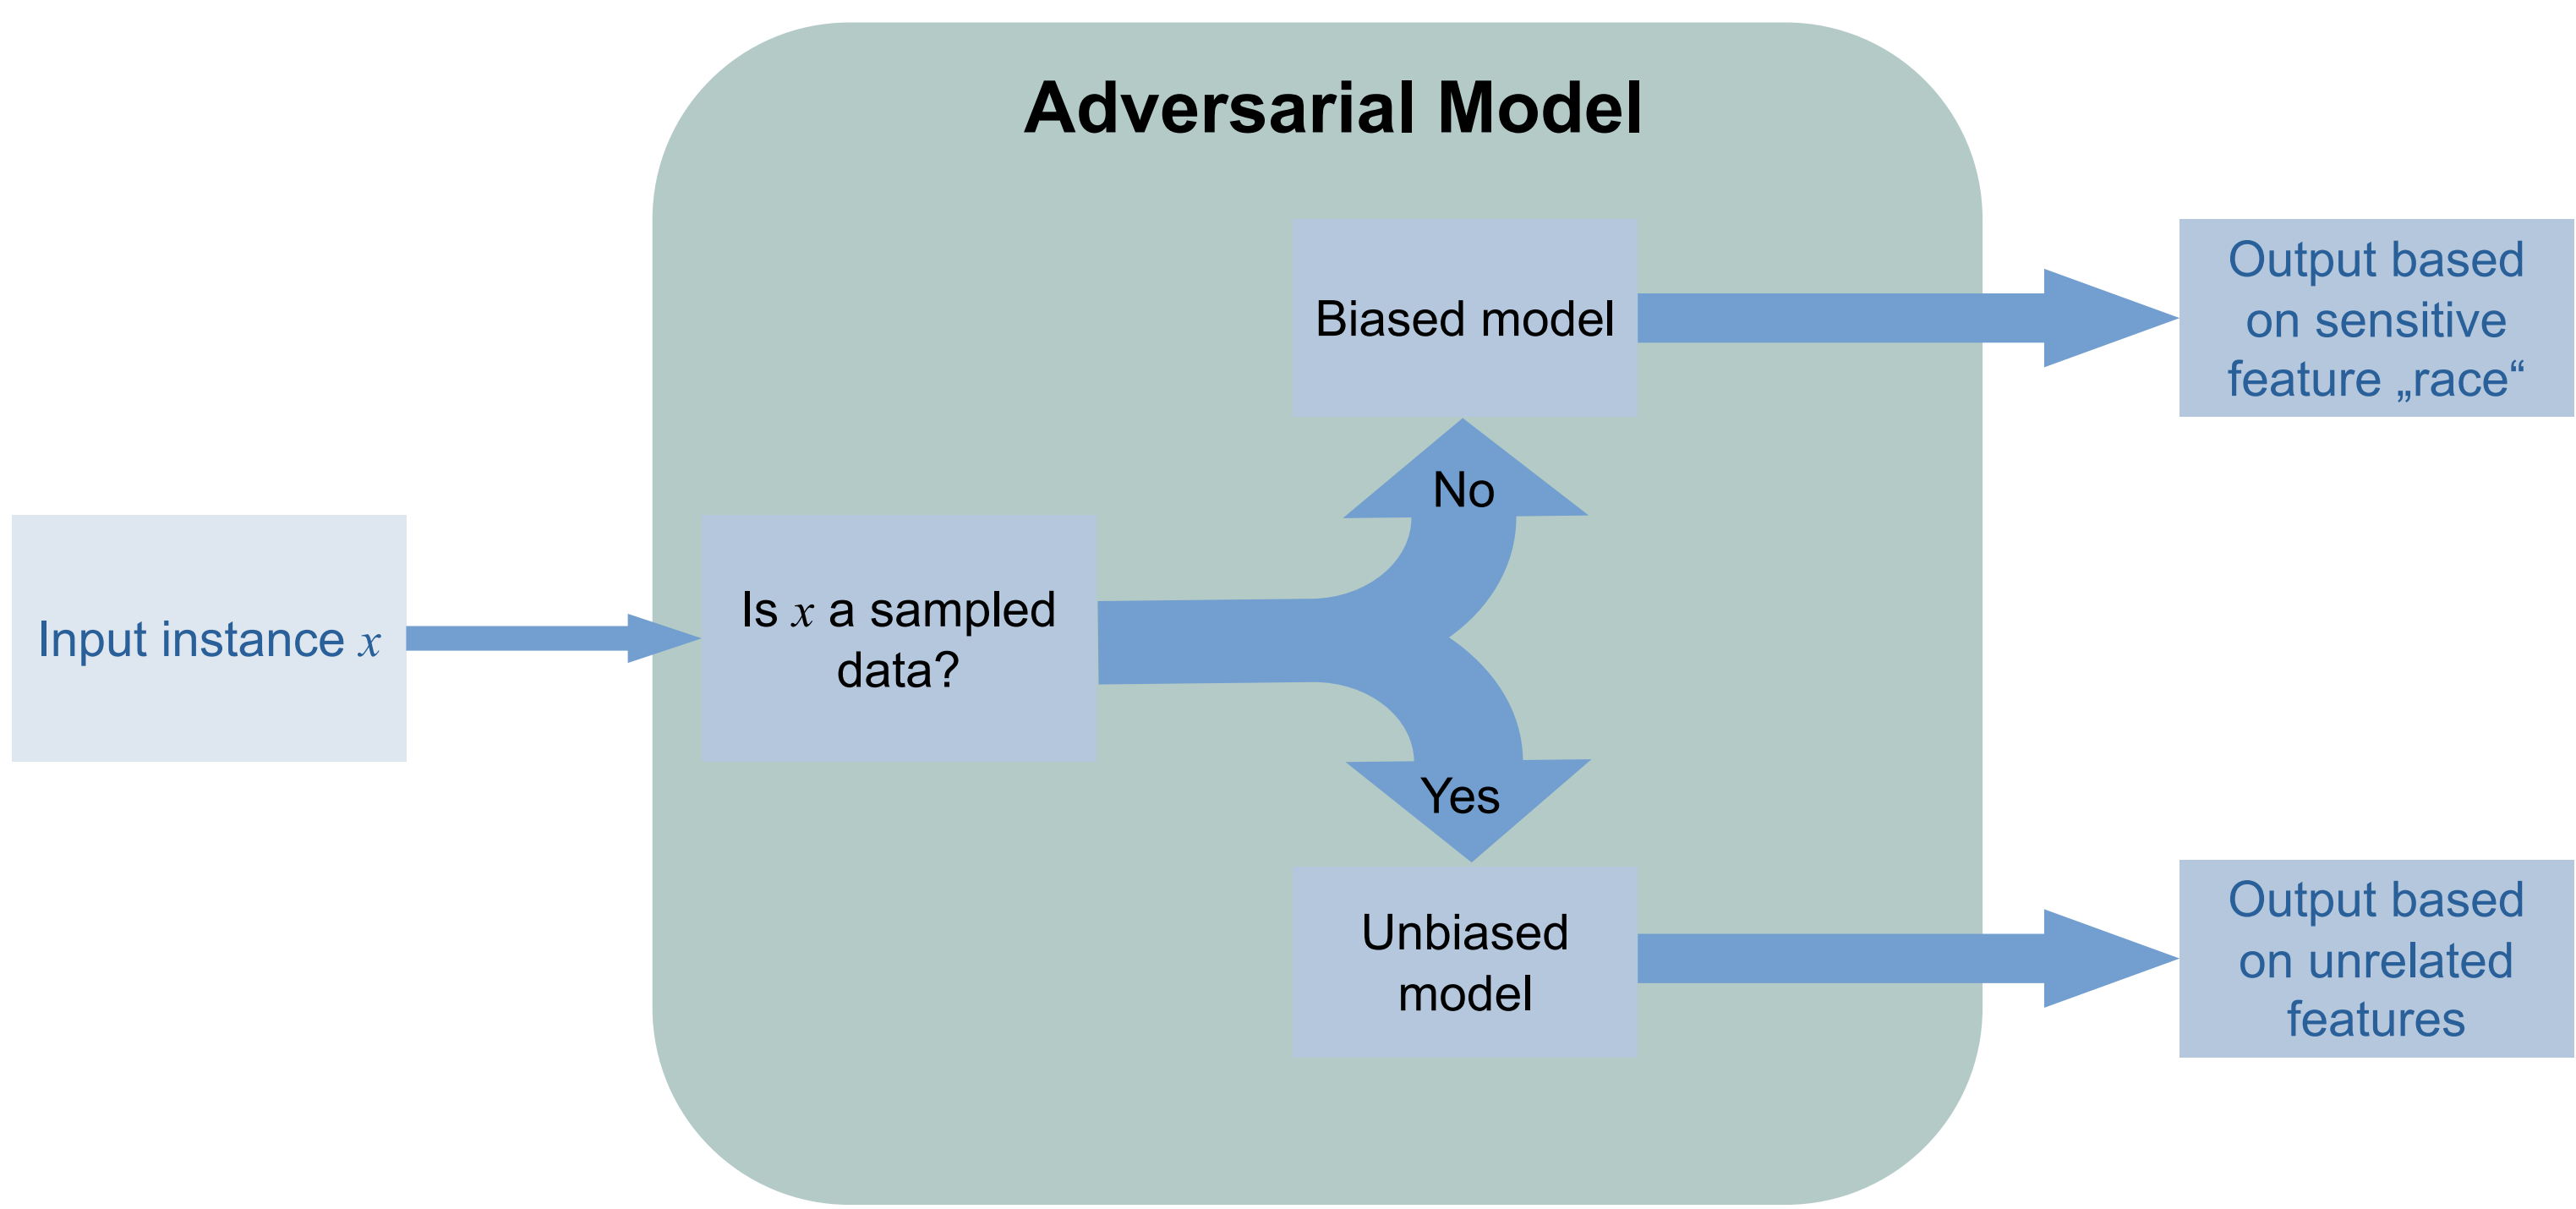 Adversarial Model
Input instance x
Is x a sampled
data?
No
Biased model
Output based
on sensitive
feature „race“
Yes
Unbiased
model
Output based
on unrelated
features